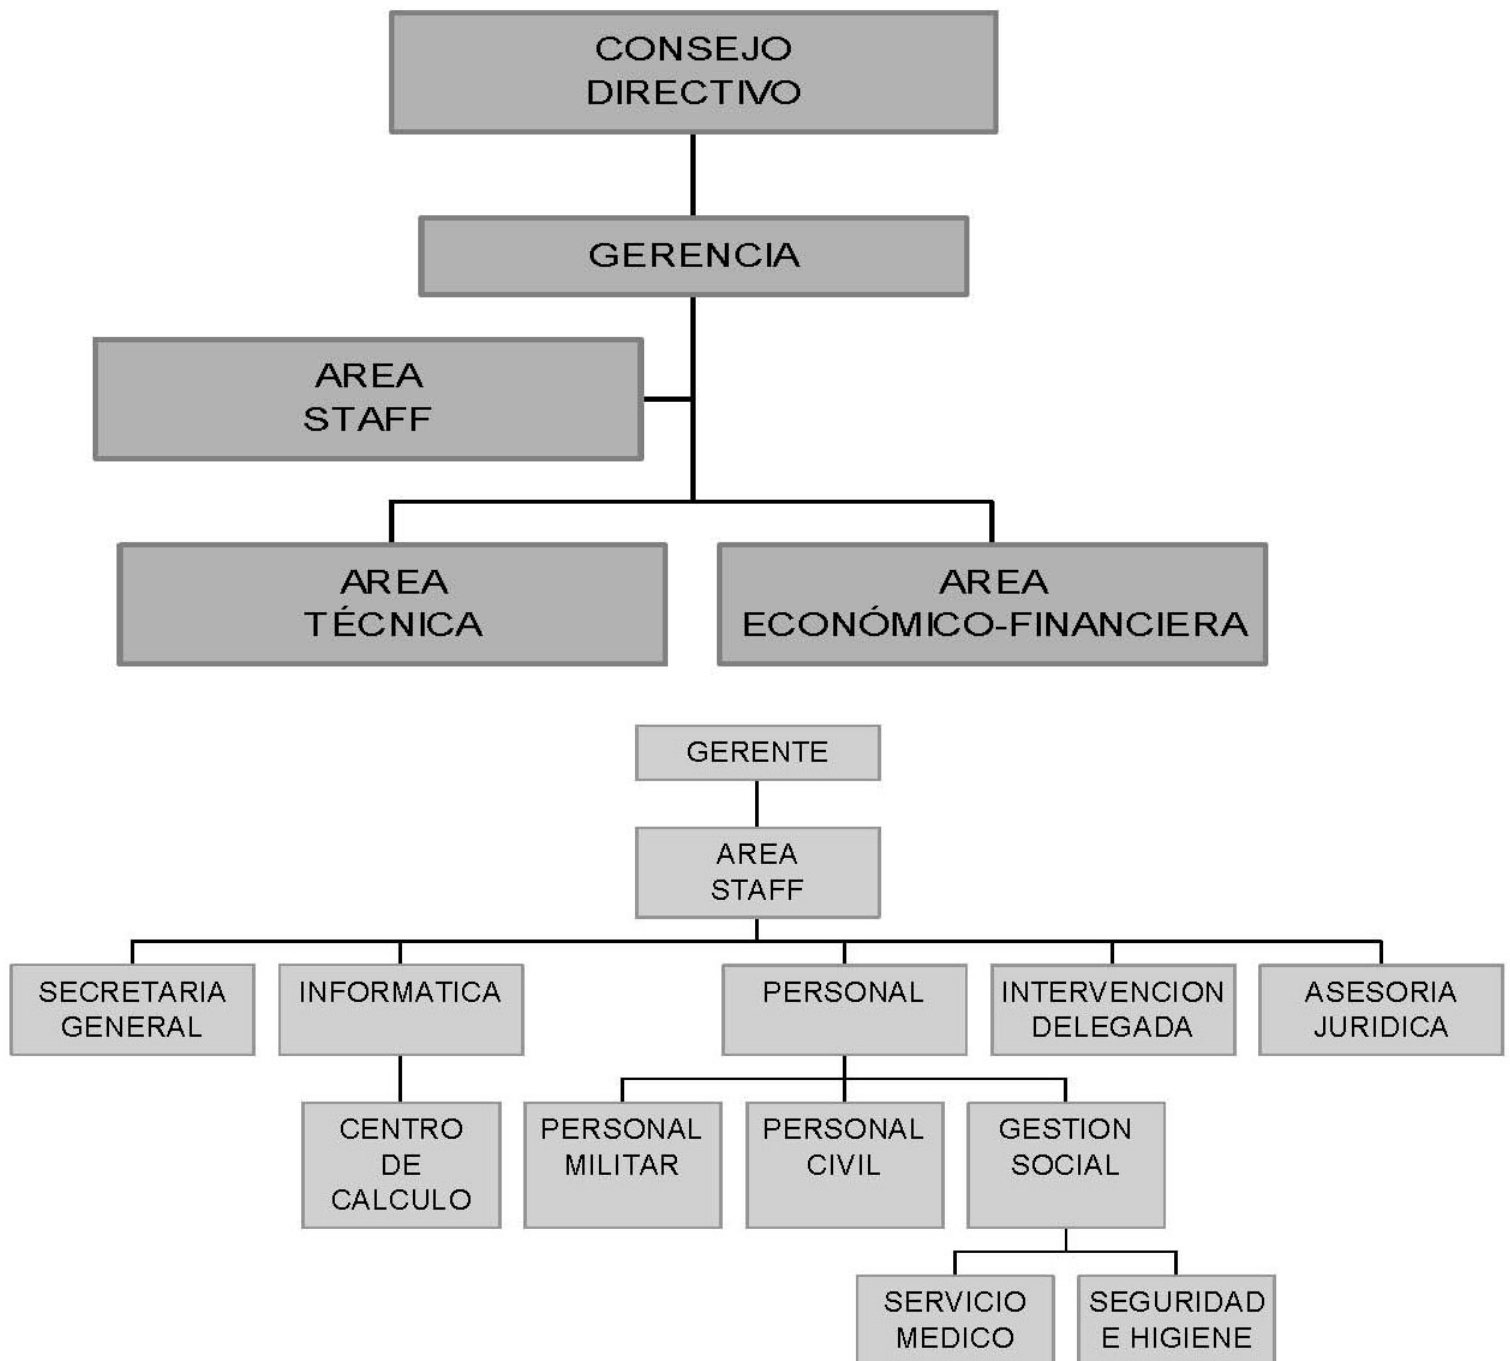 CONSEJO
DIRECTIVO
GERENCIA
AREA
STAFF
AREA
TÉCNICA
AREA
ECONÓMICO-FINANCIERA
GERENTE
AREA
STAFF
SECRETARIA
GENERAL
INFORMATICA
PERSONAL
INTERVENCION
DELEGADA
ASESORIA
JURIDICA
CENTRO
DE
CALCULO
PERSONAL
MILITAR
PERSONAL
CIVIL
GESTION
SOCIAL
SERVICIO
MEDICO
SEGURIDAD
E HIGIENE